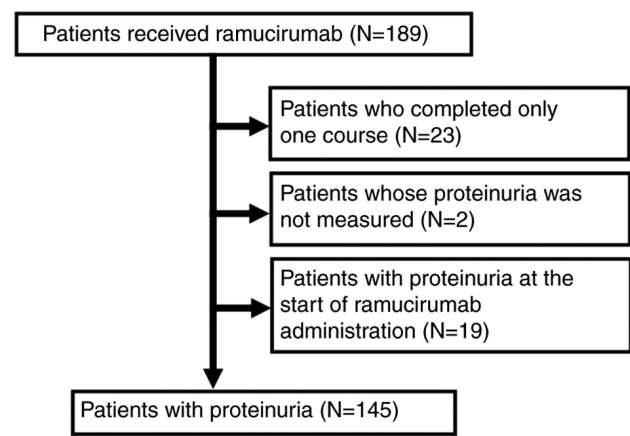 Patients received ramucirumab (N=189)
Patients who completed only
one course (N=23)
Patients whose proteinuria was
not measured (N=2)
Patients with proteinuria at the
start of ramucirumab
administration (N=19)
Patients with proteinuria (N=145)